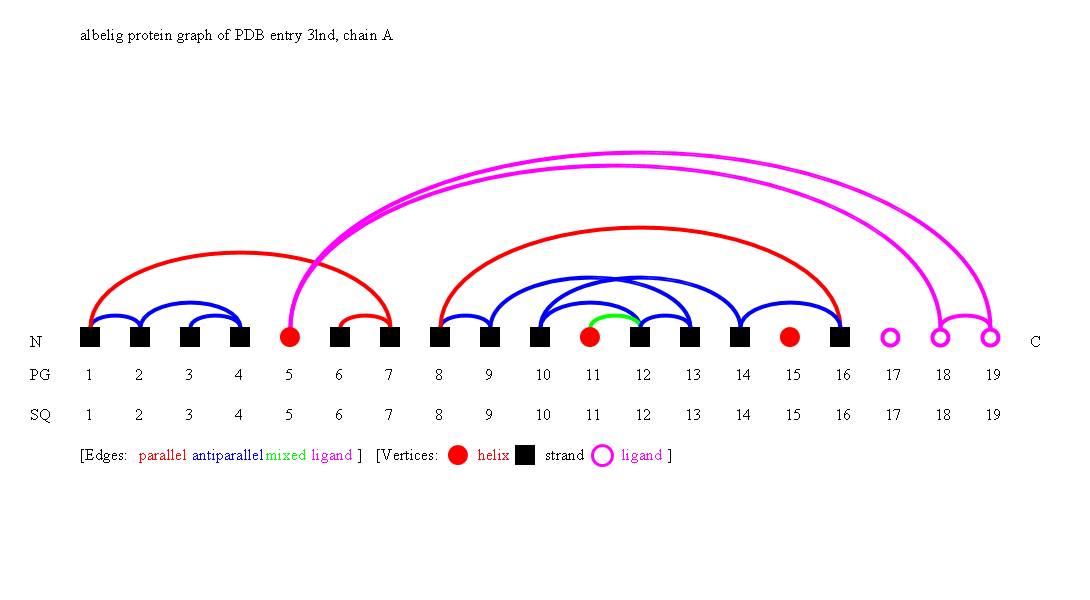 albelig protein graph of PDB entry 3lnd, chain A
N C
PG 1 2 3 4 5 6 7 8 9 10 11 12 13 14 15 16 17 18 19
SQ 1 2 3 4 5 6 7 8 9 10 11 12 13 14 15 16 17 18 19
[Edges: parallel antiparallel mixed ligand ] [Vertices: helix strand ligand ]